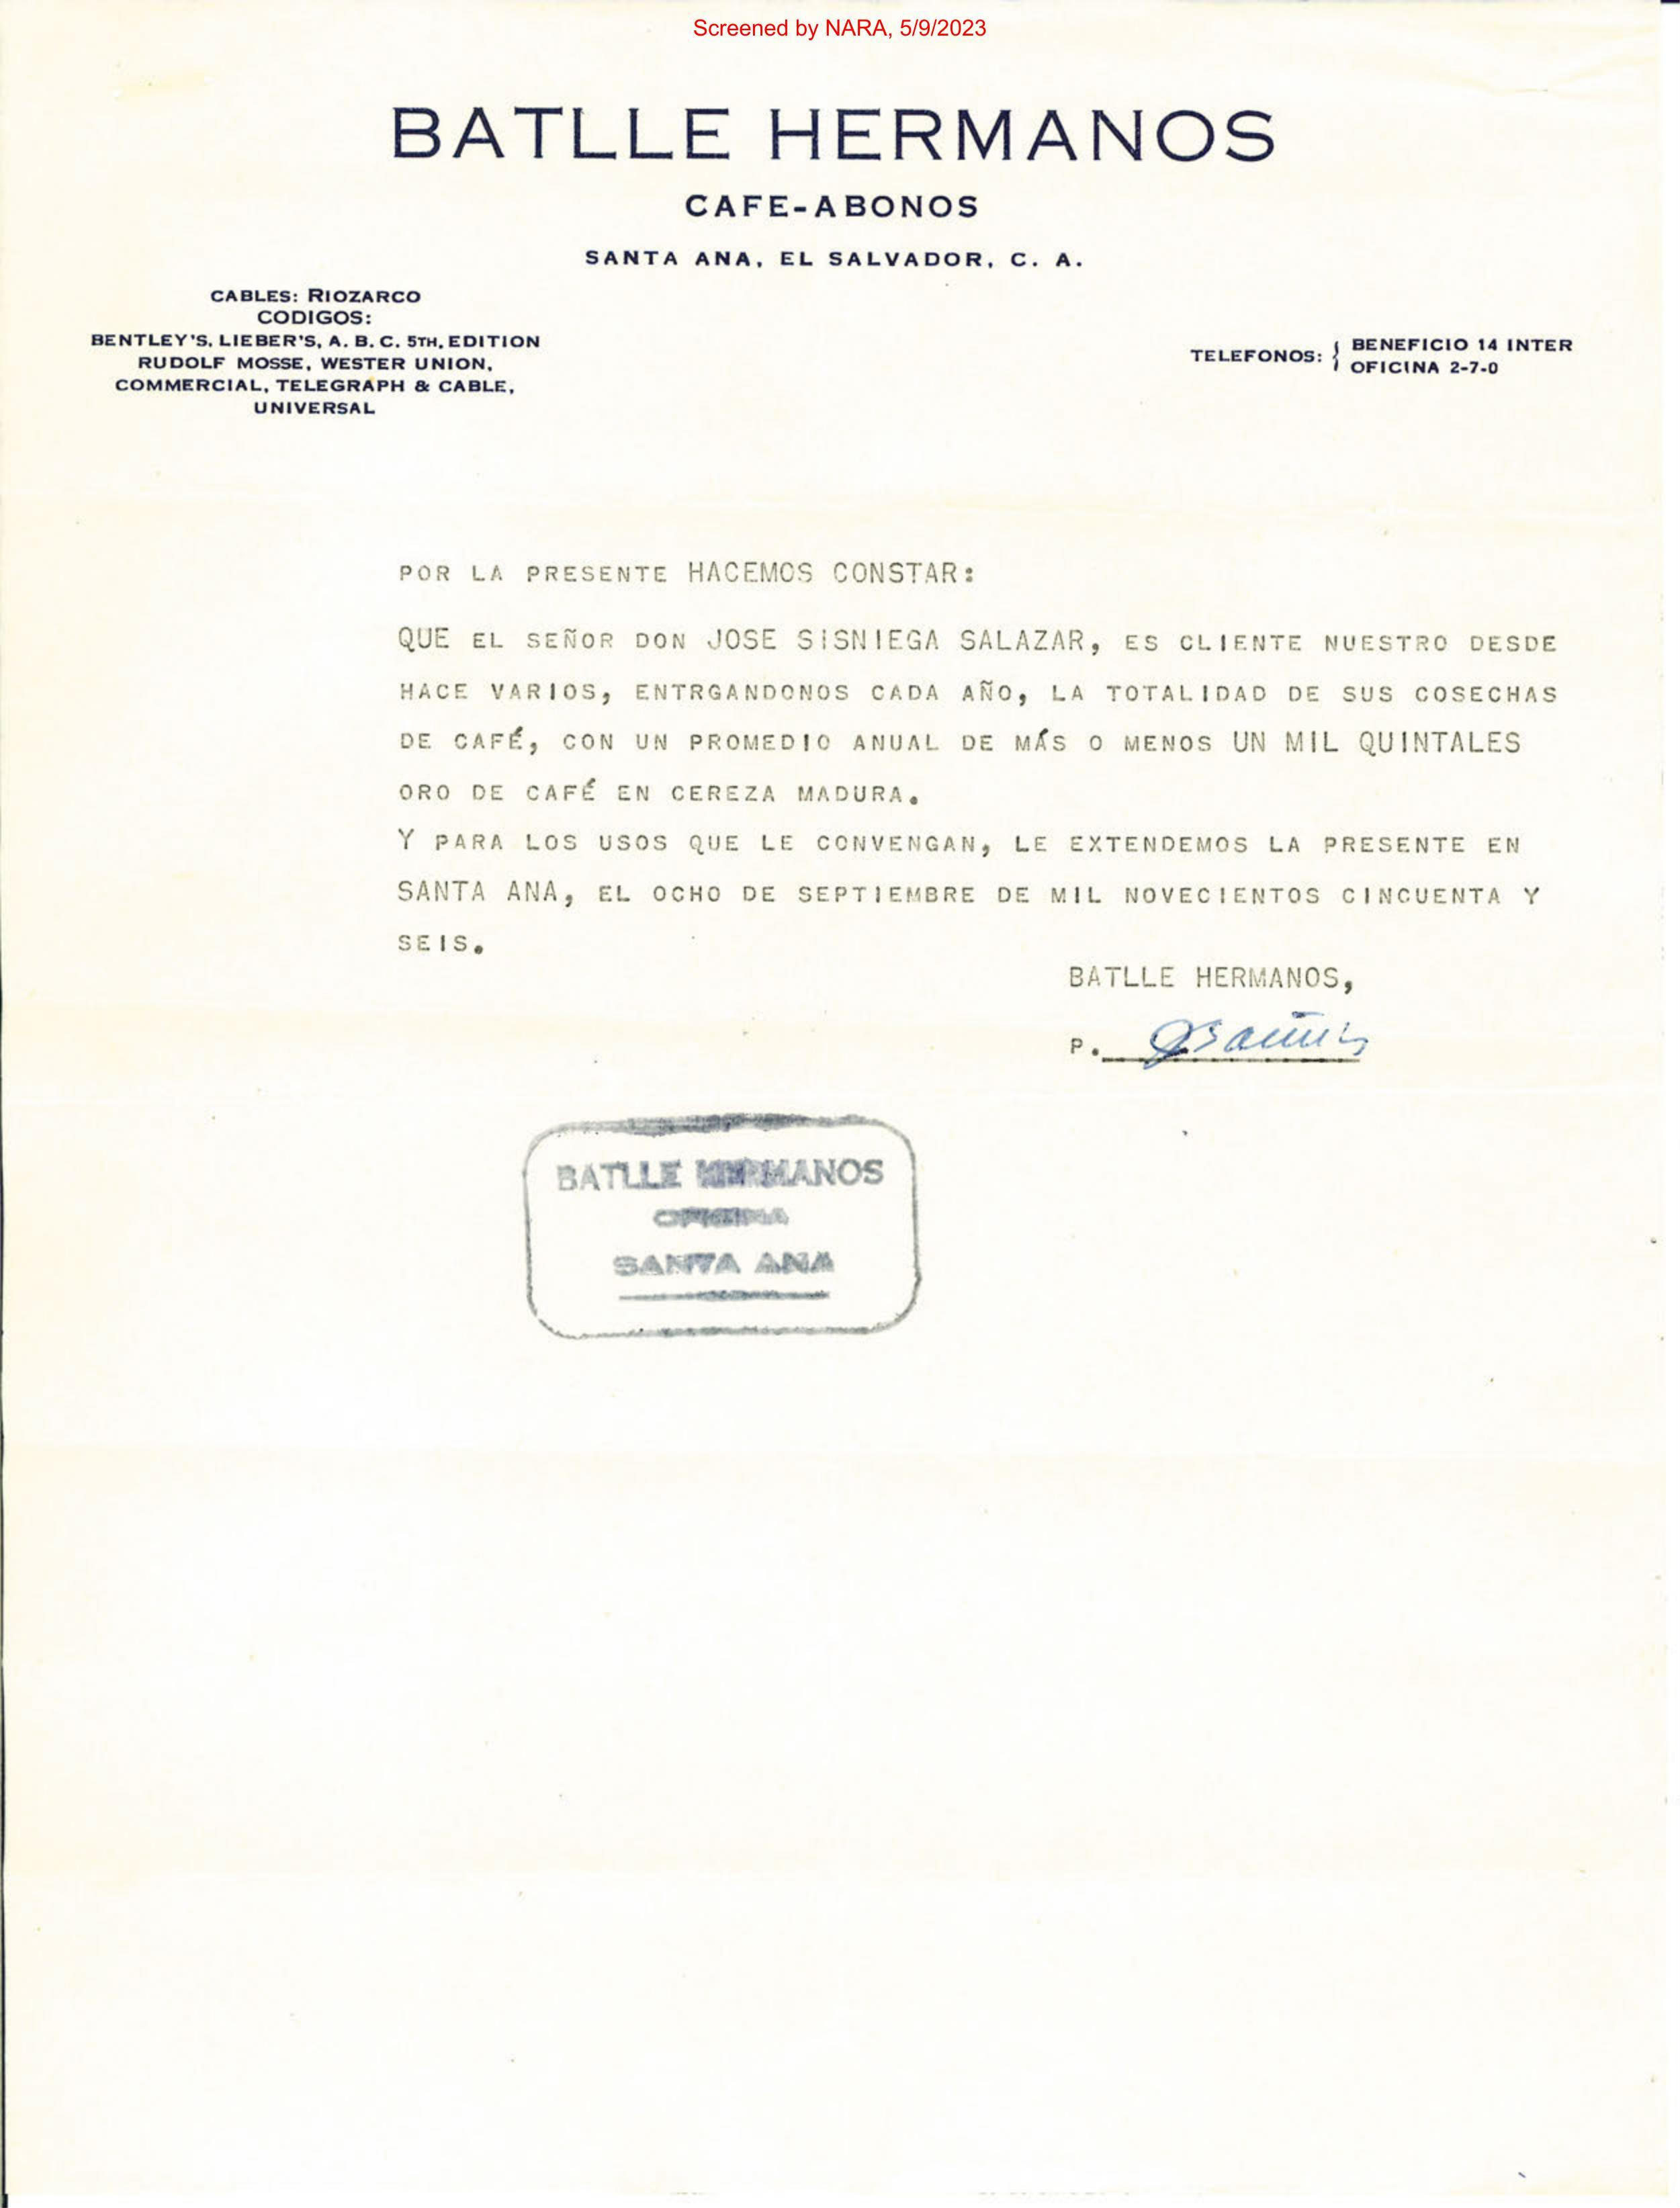 Screened by NARA, 5/9/2023
BATLLE HERMANOS
CAFE-ABONOS
SANTA ANA, EL SALVADOR, C. A.
CABLES: RIOZARCO
CODIGOS:
BENTLEY'S, LIEBER'S, A. B. C. 5TH. EDITION
RUDOLF MOSSE, WESTER UNION,
COMMERCIAL, TELEGRAPH & CABLE,
UNIVERSAL
TELEFONOS: { BENEFICIO 14 INTER
OFICINA 2-7-0
POR LA PRESENTE HACEMOS CONSTAR:
QUE EL SEÑOR DON JOSE SISNIEGA SALAZAR, ES CLIENTE NUESTRO DESDE
HACE VARIOS, ENTRGANDONOS CADA AÑO, LA TOTALIDAD DE SUS COSECHAS
DE CAFÉ, CON UN PROMEDIO ANUAL DE MÁS O MENOS UN MIL QUINTALES
ORO DE CAFÉ EN CEREZA MADURA.
Y PARA LOS USOS QUE LE CONVENGAN, LE EXTENDEMOS LA PRESENTE EN
SANTA ANA, EL OCHO DE SEPTIEMBRE DE MIL NOVECIENTOS CINCUENTA Y
SEIS.
BATLLE HERMANOS,
P.
BATLLE HERMANOS
OFICINA
SANTA ANA